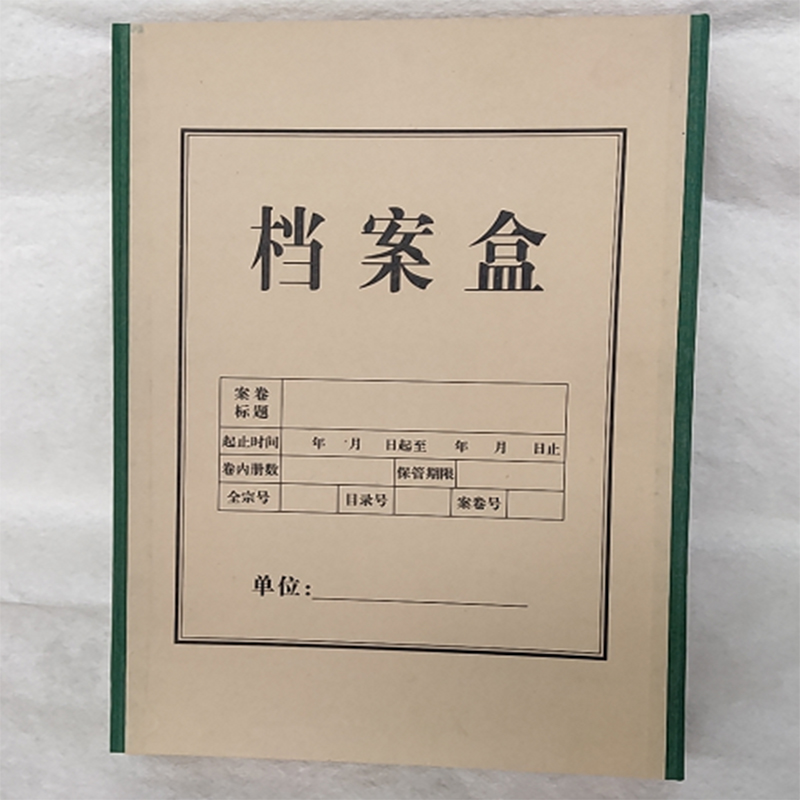 档案盒
案卷
标题
起止时间 年 月 日起至 年 月 日止
卷内册数 保管期限
全宗号 目录号 案卷号
单位: